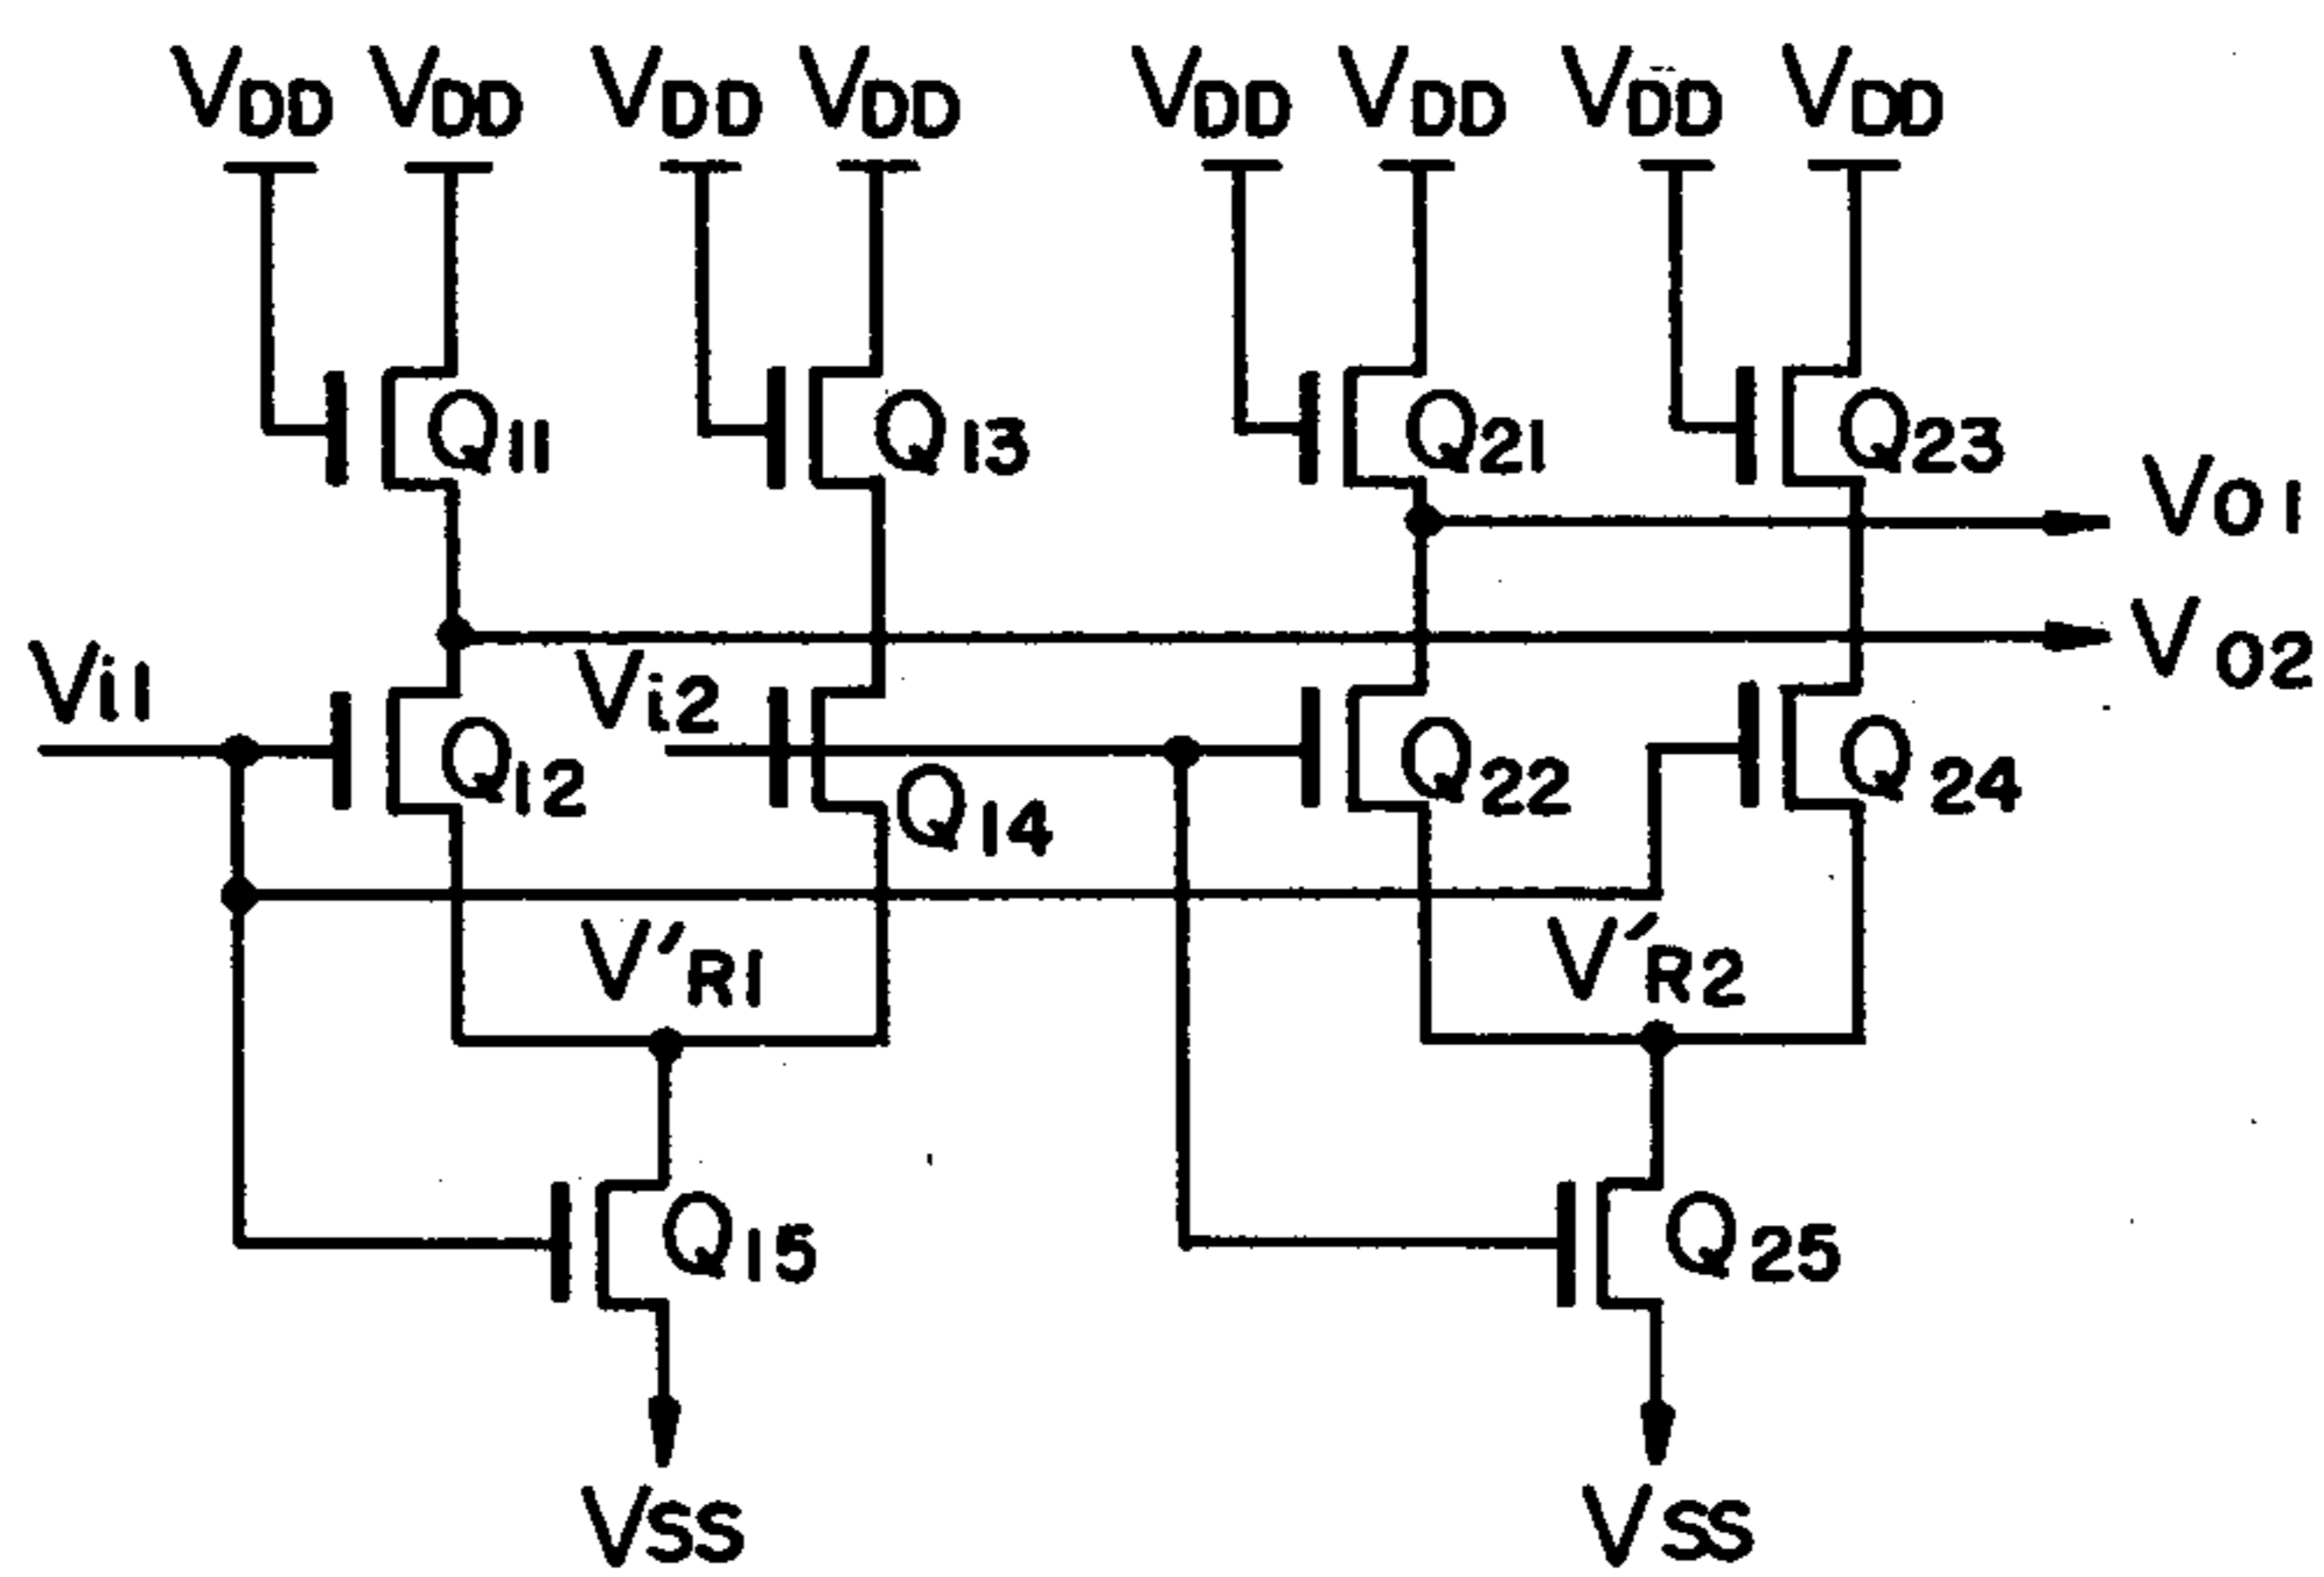 VDD VDD VDD VDD VDD VDD VDD VDD
Q11 Q13 Q21 Q23
VO1
VO2
Vi1 Vi2
Q12 Q14 Q22 Q24
V'R1 V'R2
Q15 Q25
VSS VSS